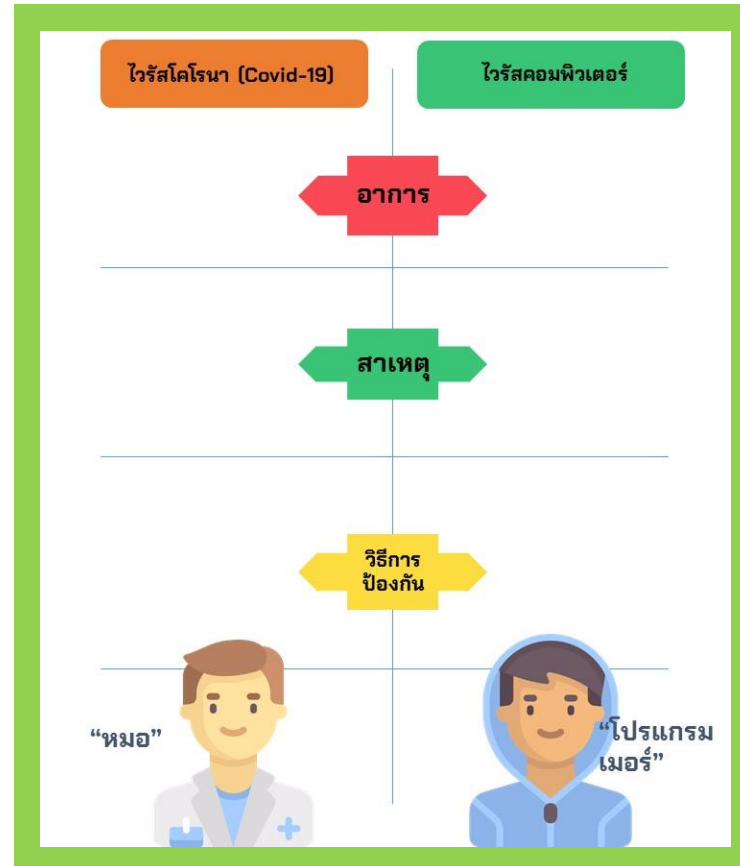 ไวรัสโคโรนา (Covid-19)
ไวรัสคอมพิวเตอร์
อาการ
สาเหตุ
วิธีการ
ป้องกัน
“หมอ”
“โปรแกรม
เมอร์”